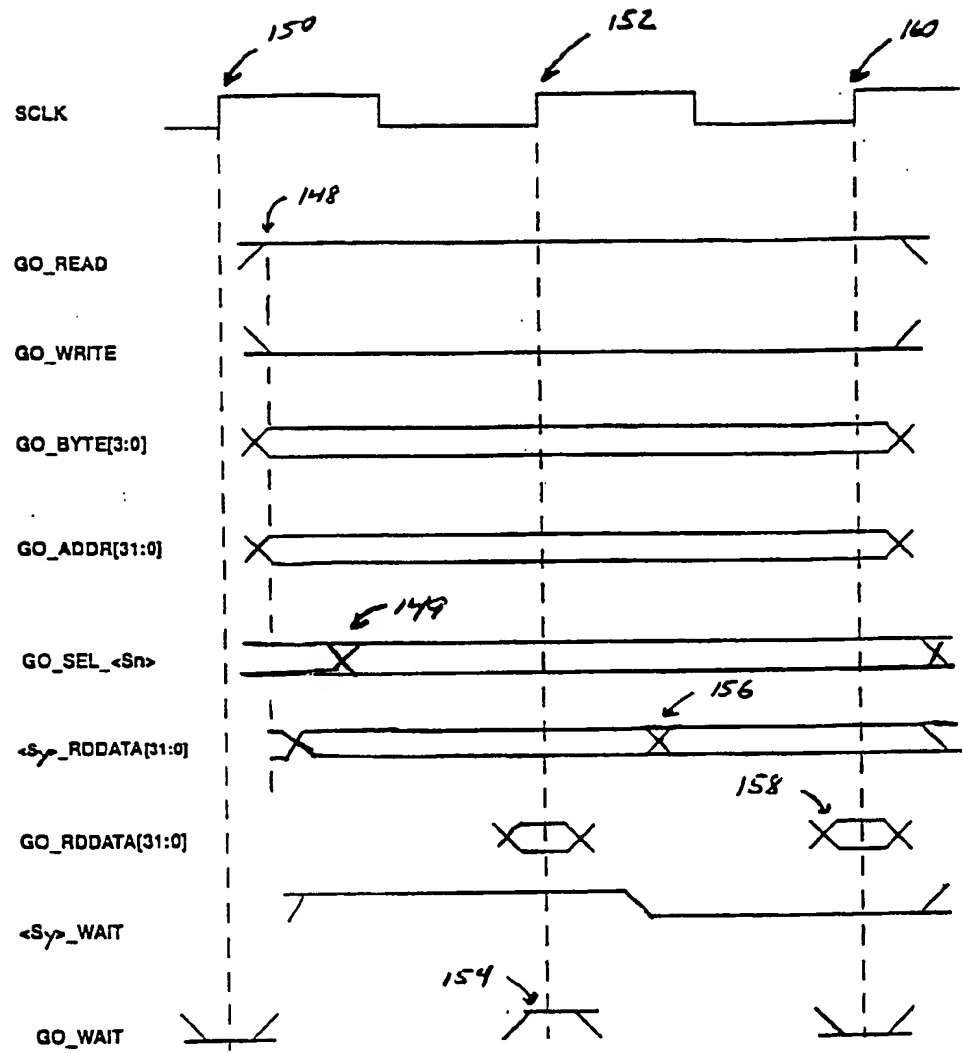 150 152 160
SCLK
148
GO_READ
GO_WRITE
GO_BYTE[3:0]
GO_ADDR[31:0]
149
GO_SEL_<Sn>
156
<Sy>_RDDATA[31:0]
158
GO_RDDATA[31:0]
<Sy>_WAIT
154
GO_WAIT